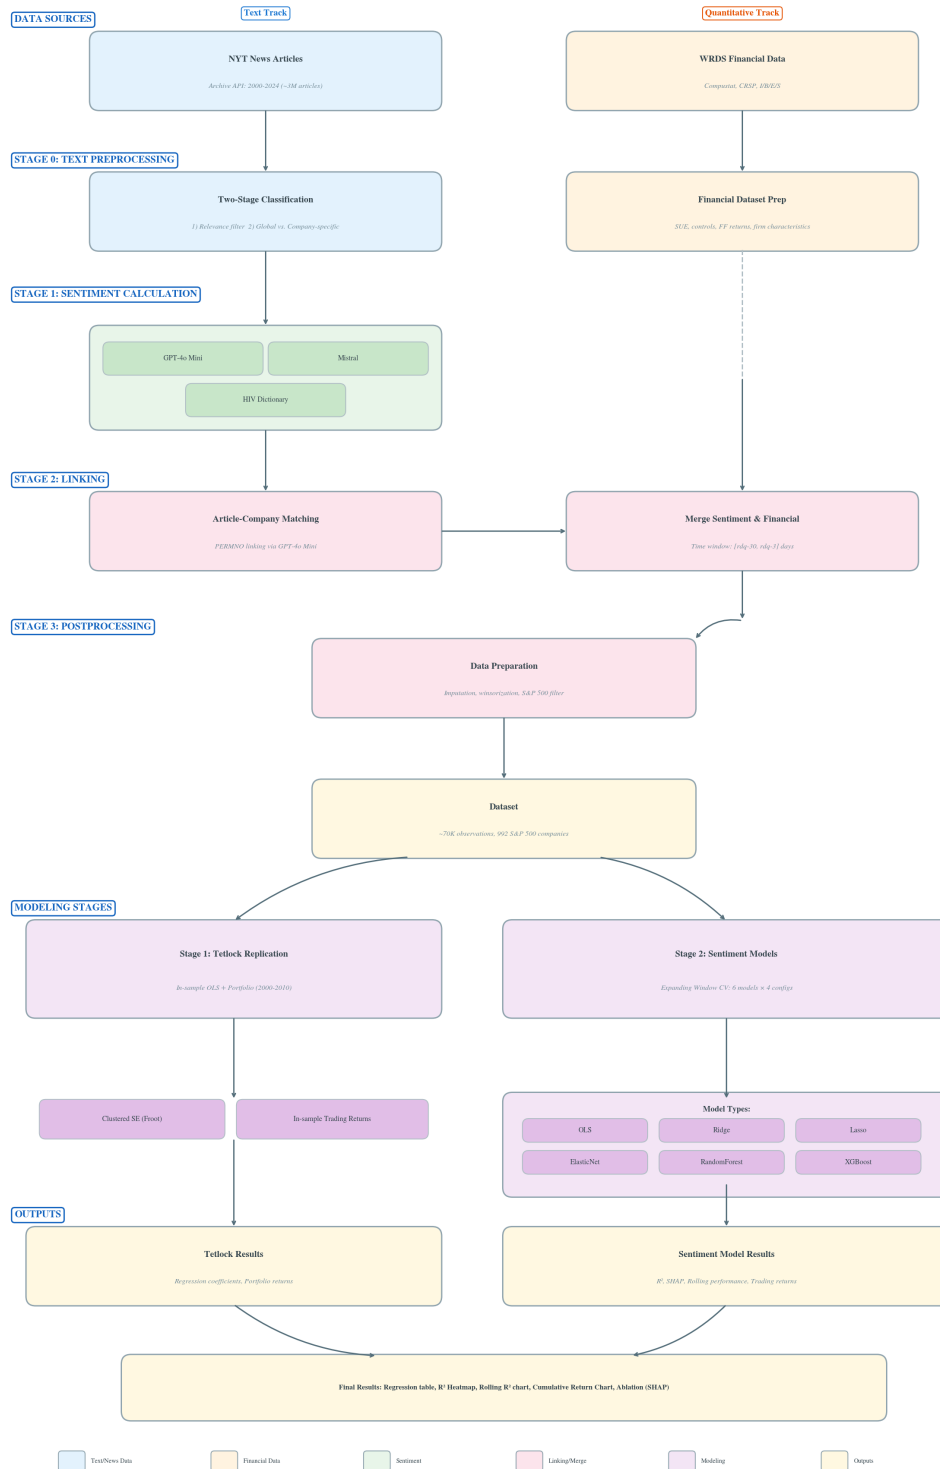 Text Track
Quantitative Track
DATA SOURCES
NYT News Articles
Archive API: 2000-2024 (~3M articles)
WRDS Financial Data
Compustat, CRSP, I/B/E/S
STAGE 0: TEXT PREPROCESSING
Two-Stage Classification
1) Relevance filter 2) Global vs. Company-specific
Financial Dataset Prep
SUE, controls, FF returns, firm characteristics
STAGE 1: SENTIMENT CALCULATION
GPT-4o Mini
Mistral
HIV Dictionary
STAGE 2: LINKING
Article-Company Matching
PERMNO linking via GPT-4o Mini
Merge Sentiment & Financial
Time window: [rdq-30, rdq-3] days
STAGE 3: POSTPROCESSING
Data Preparation
Imputation, winsorization, S&P 500 filter
Dataset
~70K observations, 992 S&P 500 companies
MODELING STAGES
Stage 1: Tetlock Replication
In-sample OLS + Portfolio (2000-2010)
Stage 2: Sentiment Models
Expanding Window CV: 6 models × 4 configs
Clustered SE (Froot)
In-sample Trading Returns
Model Types:
OLS
Ridge
Lasso
ElasticNet
RandomForest
XGBoost
OUTPUTS
Tetlock Results
Regression coefficients, Portfolio returns
Sentiment Model Results
R², SHAP, Rolling performance, Trading returns
Final Results: Regression table, R² Heatmap, Rolling R² chart, Cumulative Return Chart, Ablation (SHAP)
Text/News Data
Financial Data
Sentiment
Linking/Merge
Modeling
Outputs